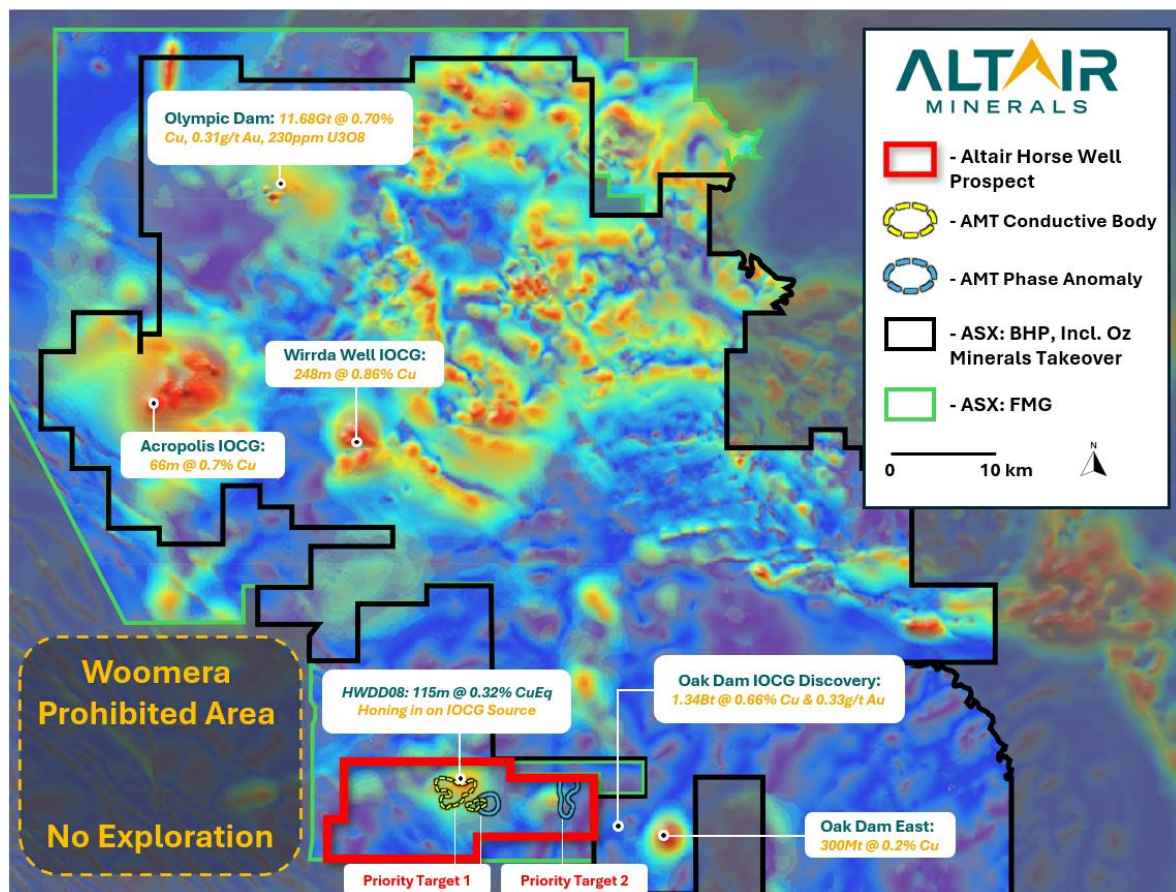 Olympic Dam: 11.68Gt @ 0.70%
Cu, 0.31g/t Au, 230ppm U3O8
Wirrda Well IOCG:
248m @ 0.86% Cu
Acropolis IOCG:
66m @ 0.7% Cu
Woomera
Prohibited Area
No Exploration
HWDD08: 115m @ 0.32% CuEq
Honing in on IOCG Source
Oak Dam IOCG Discovery:
1.34Bt @ 0.66% Cu & 0.33g/t Au
Oak Dam East:
300Mt @ 0.2% Cu
Priority Target 1
Priority Target 2
ALTAIR
MINERALS
- Altair Horse Well
Prospect
- AMT Conductive Body
- AMT Phase Anomaly
- ASX: BHP, Incl. Oz
Minerals Takeover
- ASX: FMG
0 10 km
N